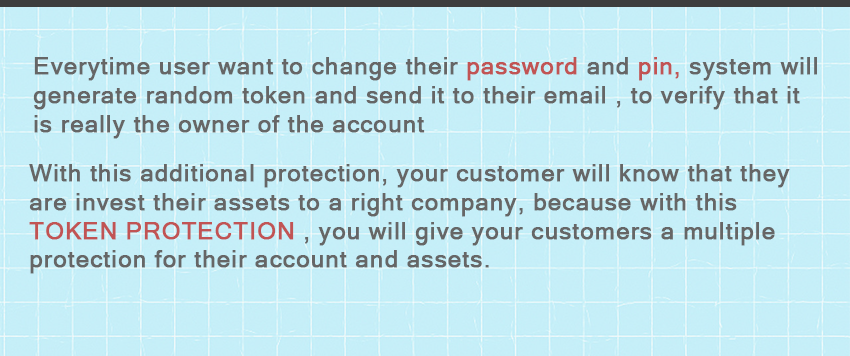 Everytime user want to change their password and pin, system will
generate random token and send it to their email , to verify that it
is really the owner of the account
With this additional protection, your customer will know that they
are invest their assets to a right company, because with this
TOKEN PROTECTION , you will give your customers a multiple
protection for their account and assets.